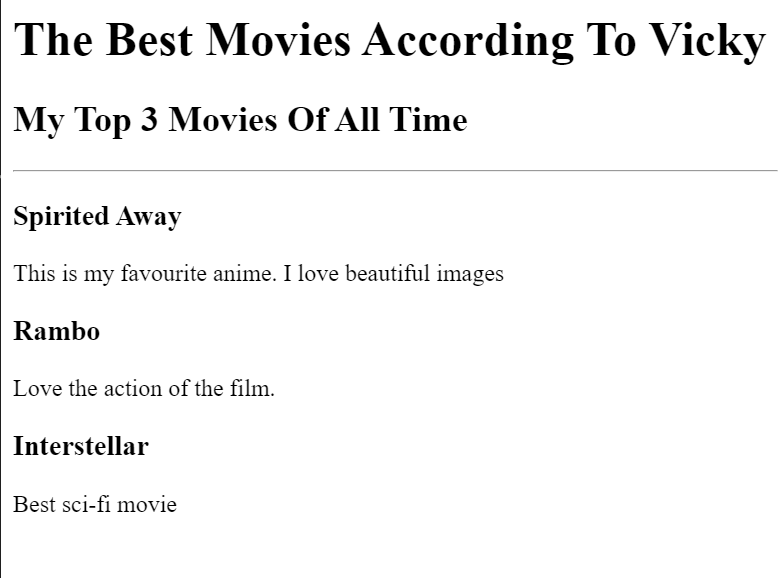 The Best Movies According To Vicky
My Top 3 Movies Of All Time
Spirited Away
This is my favourite anime. I love beautiful images
Rambo
Love the action of the film.
Interstellar
Best sci-fi movie